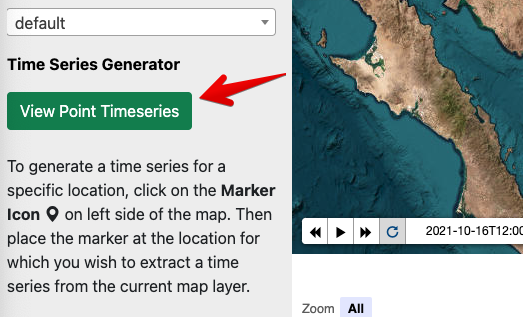 default
Time Series Generator
View Point Timeseries
To generate a time series for a
specific location, click on the Marker
Icon on left side of the map. Then
place the marker at the location for
which you wish to extract a time
series from the current map layer.
2021-10-16T12:00
Zoom All